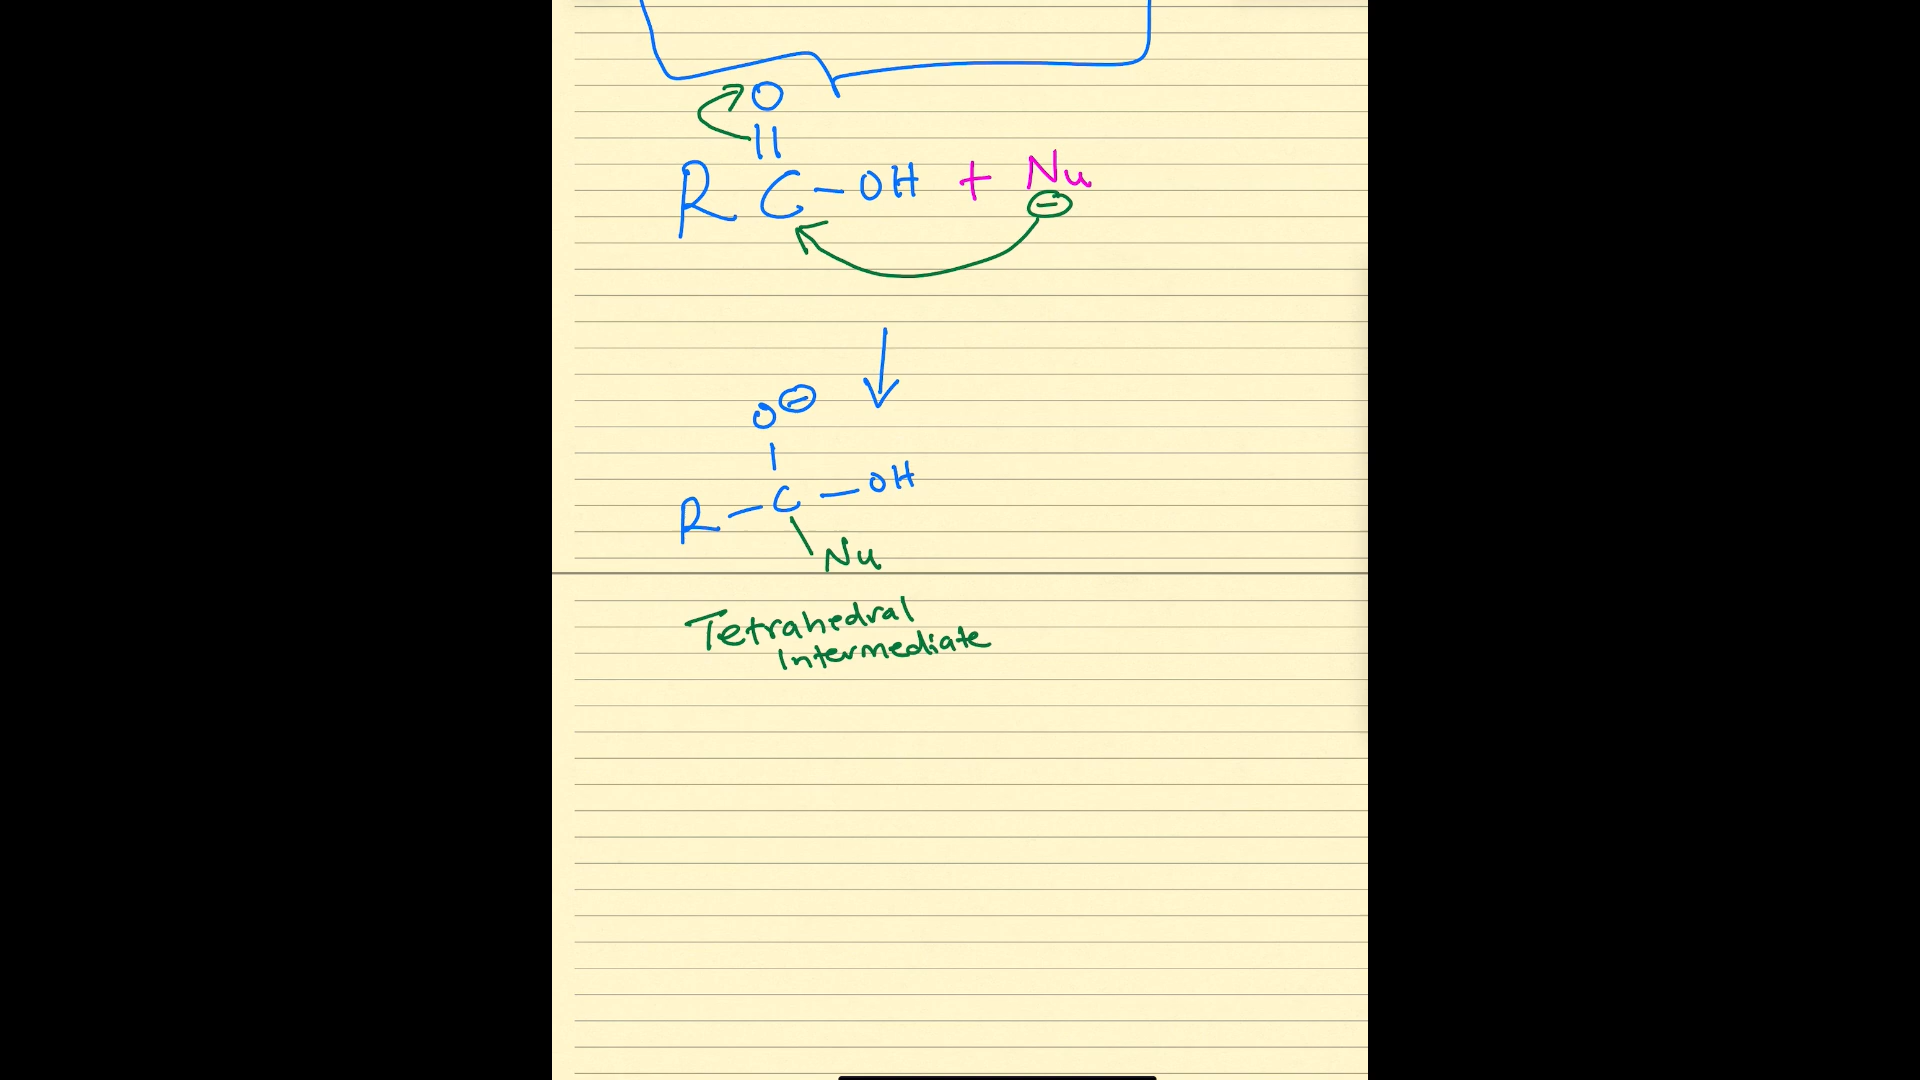 O
||
R C-OH + Nu
⊖
O⊖
|
R-C-OH
\Nu
Tetrahedral
Intermediate